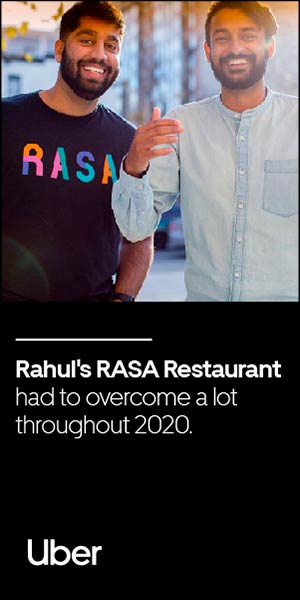 RASA
Rahul's RASA Restaurant
had to overcome a lot
throughout 2020.
Uber